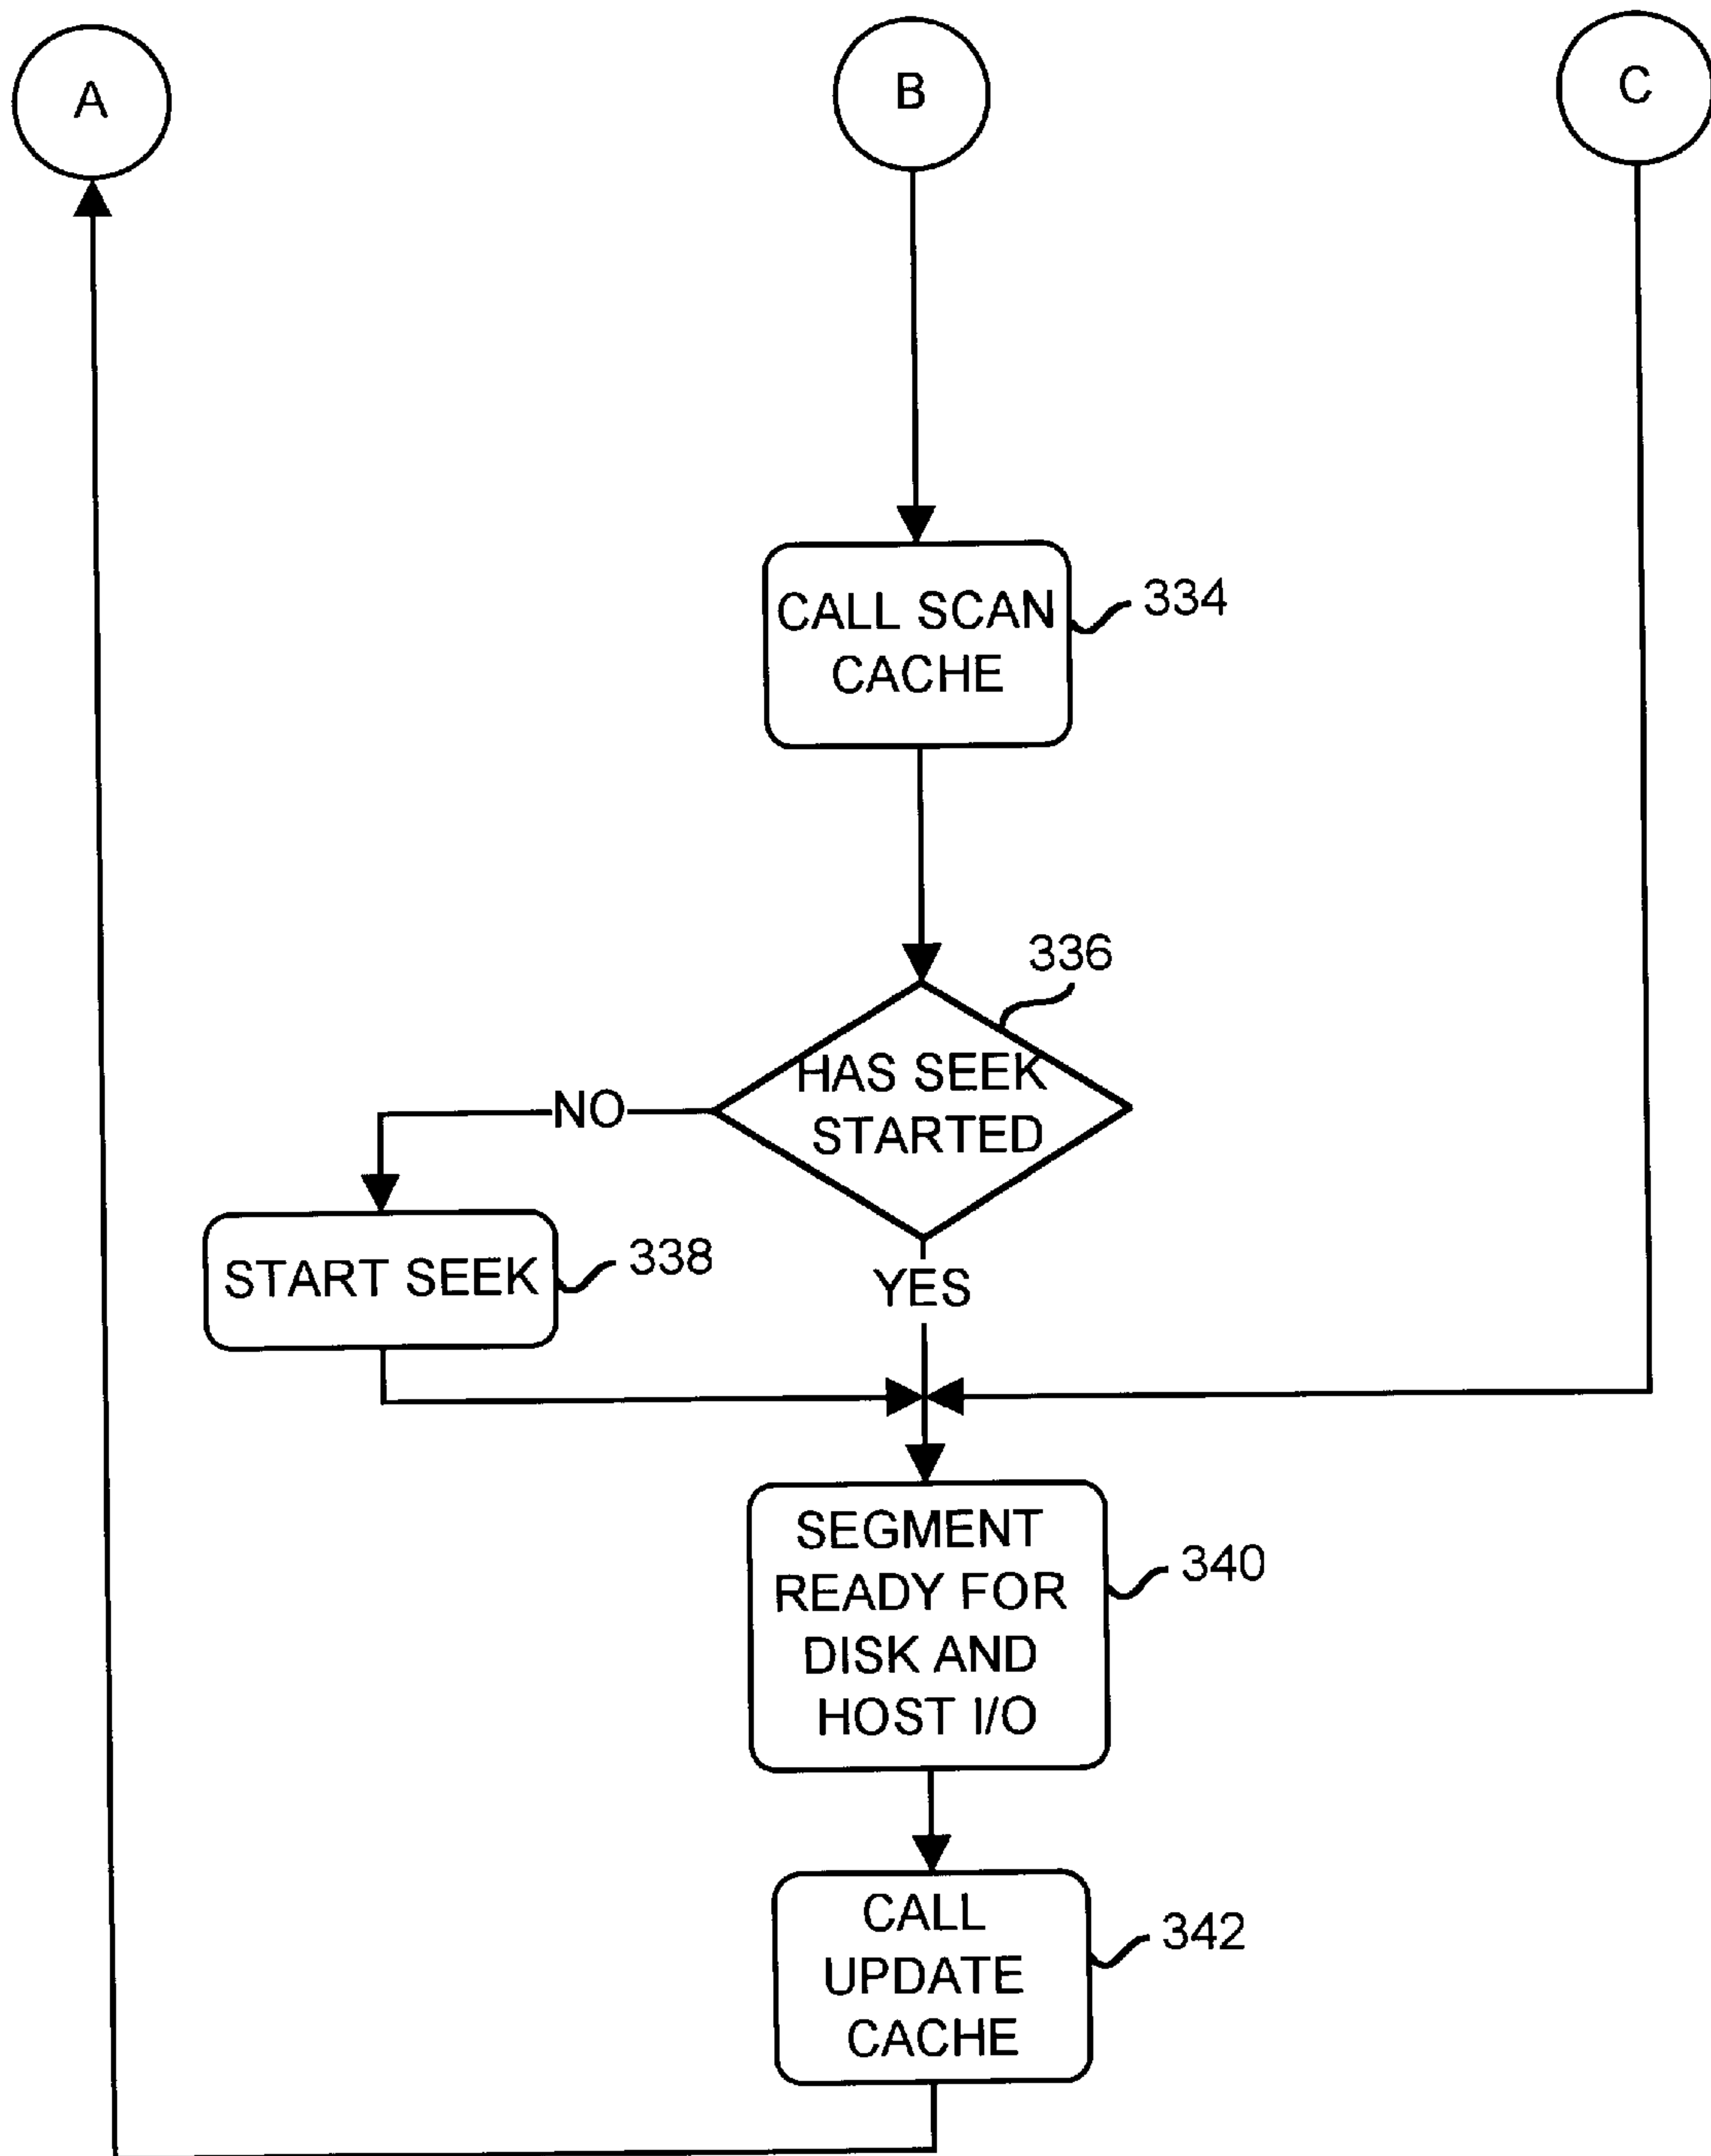 A
B
C
CALL SCAN
CACHE
334
336
HAS SEEK
STARTED
NO
START SEEK
338
YES
SEGMENT
READY FOR
DISK AND
HOST I/O
340
CALL
UPDATE
CACHE
342